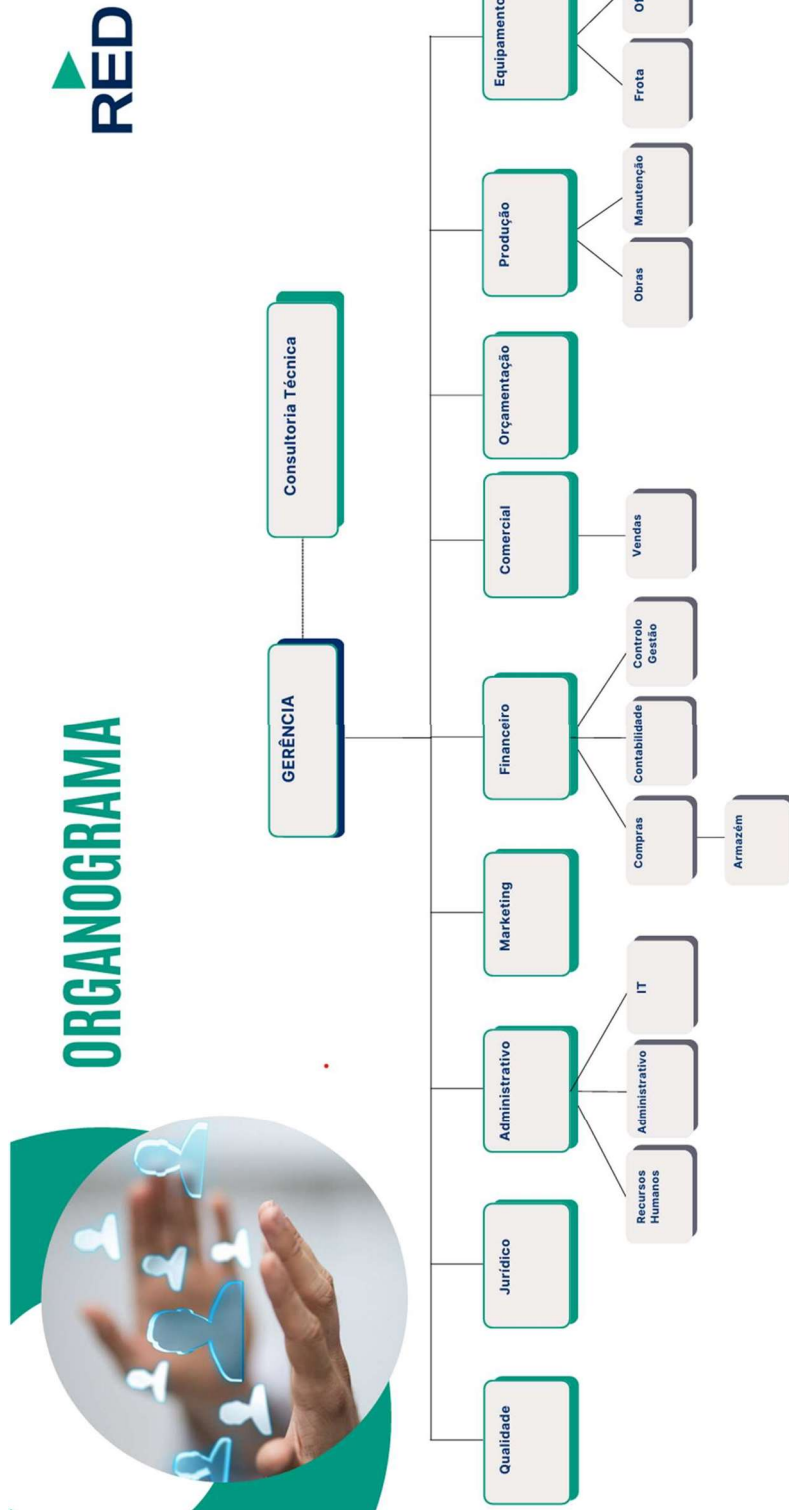 ORGANOGRAMA
RED
GERÊNCIA
Consultoria Técnica
Qualidade
Jurídico
Administrativo
Marketing
Financeiro
Comercial
Orçamentação
Produção
Equipamento
Recursos
Humanos
Administrativo
IT
Compras
Contabilidade
Controlo
Gestão
Vendas
Obras
Manutenção
Frota
Armazém